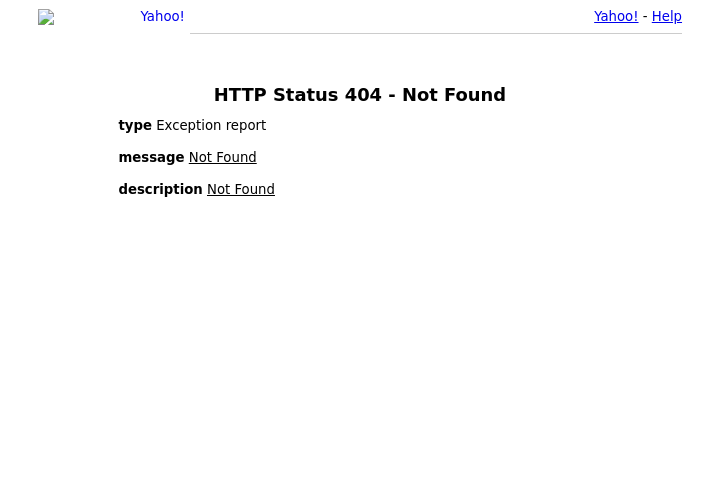 Yahoo! Yahoo! - Help
HTTP Status 404 - Not Found
type Exception report
message Not Found
description Not Found